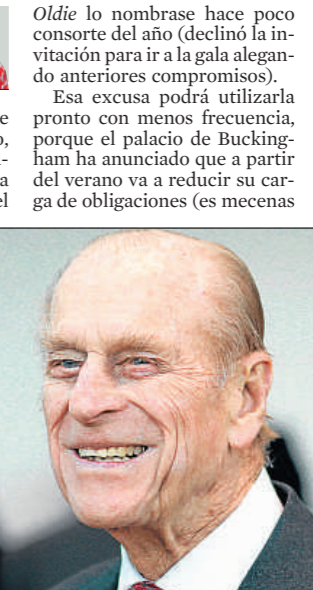 Oldie lo nombrase hace poco
consorte del año (declinó la in-
vitación para ir a la gala alegan-
do anteriores compromisos).
Esa excusa podrá utilizarla
pronto con menos frecuencia,
porque el palacio de Bucking-
ham ha anunciado que a partir
del verano va a reducir su car-
ga de obligaciones (es mecenas